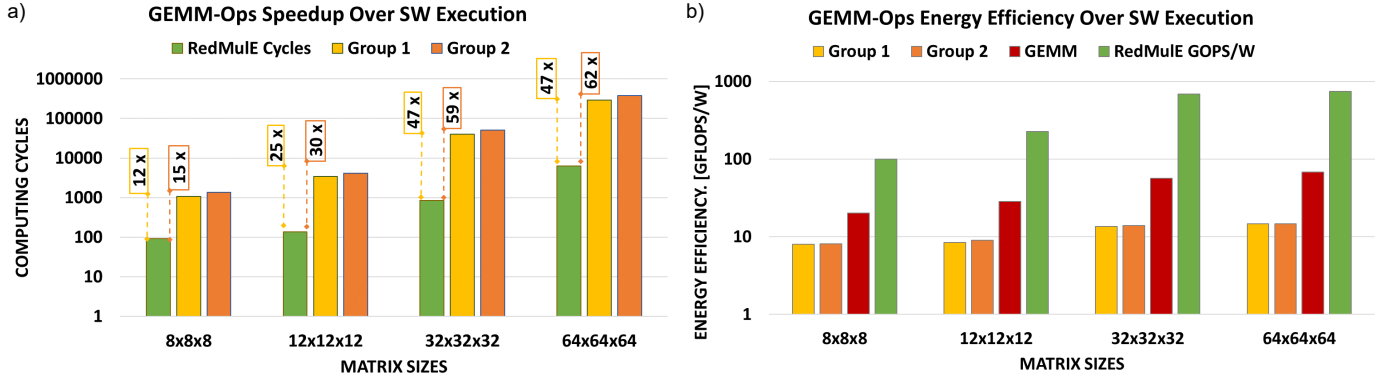 a)
GEMM-Ops Speedup Over SW Execution
RedMulE Cycles Group 1 Group 2
COMPUTING CYCLES
1000000
100000
10000
1000
100
10
1
12 x
15 x
25 x
30 x
47 x
59 x
47 x
62 x
8x8x8 12x12x12 32x32x32 64x64x64
MATRIX SIZES
b)
GEMM-Ops Energy Efficiency Over SW Execution
Group 1 Group 2 GEMM RedMulE GOPS/W
ENERGY EFFICIENCY. [GFLOPS/W]
1000
100
10
1
8x8x8 12x12x12 32x32x32 64x64x64
MATRIX SIZES